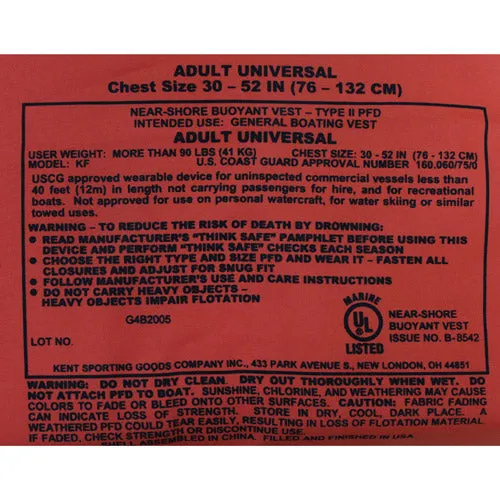 ADULT UNIVERSAL
Chest Size 30 – 52 IN (76 – 132 CM)
NEAR-SHORE BUOYANT VEST – TYPE II PFD
INTENDED USE: GENERAL BOATING VEST
ADULT UNIVERSAL
USER WEIGHT: MORE THAN 90 LBS (41 KG) CHEST SIZE: 30 - 52 IN (76 - 132 CM)
MODEL: KF U.S. COAST GUARD APPROVAL NUMBER 160.060/75/0
USCG approved wearable device for uninspected commercial vessels less than
40 feet (12m) in length not carrying passengers for hire, and for recreational
boats. Not approved for use on personal watercraft, for water skiing or similar
towed uses.
WARNING – TO REDUCE THE RISK OF DEATH BY DROWNING:
● READ MANUFACTURER'S "THINK SAFE" PAMPHLET BEFORE USING THIS
DEVICE AND PERFORM "THINK SAFE" CHECKS EACH SEASON
● CHOOSE THE RIGHT TYPE AND SIZE PFD AND WEAR IT – FASTEN ALL
CLOSURES AND ADJUST FOR SMUG FIT
● FOLLOW MANUFACTURER'S USE AND CARE INSTRUCTIONS
● DO NOT CARRY HEAVY OBJECTS –
HEAVY OBJECTS IMPAIR FLOTATION
G4B2005
LOT NO.
MARINE
UL
LISTED
NEAR-SHORE
BUOYANT VEST
ISSUE NO. B-8542
KENT SPORTING GOODS COMPANY INC., 433 PARK AVENUE S., NEW LONDON, OH 44851
WARNING: DO NOT DRY CLEAN. DRY OUT THOROUGHLY WHEN WET. DO
NOT ATTACH PFD TO BOAT. SUNSHINE, CHLORINE, AND WEATHERING MAY CAUSE
COLORS TO FADE OR BLEED ONTO OTHER SURFACES. CAUTION: FABRIC FADING
CAN INDICATE LOSS OF STRENGTH. STORE IN DRY, COOL, DARK PLACE. A
WEATHERED PFD COULD TEAR EASILY, RESULTING IN LOSS OF FLOTATION MATERIAL
IF FADED, CHECK STRENGTH OR DISCONTINUE USE.
SHELL ASSEMBLED IN CHINA. FILLED AND FINISHED IN USA.